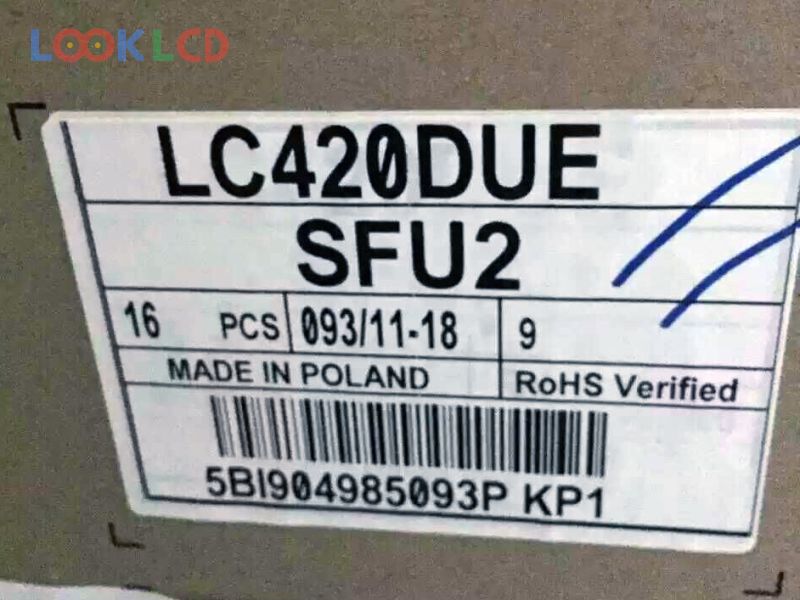 LOOK LCD
LC420DUE
SFU2
16 PCS 093/11-18 9
MADE IN POLAND RoHS Verified
5BI904985093P KP1